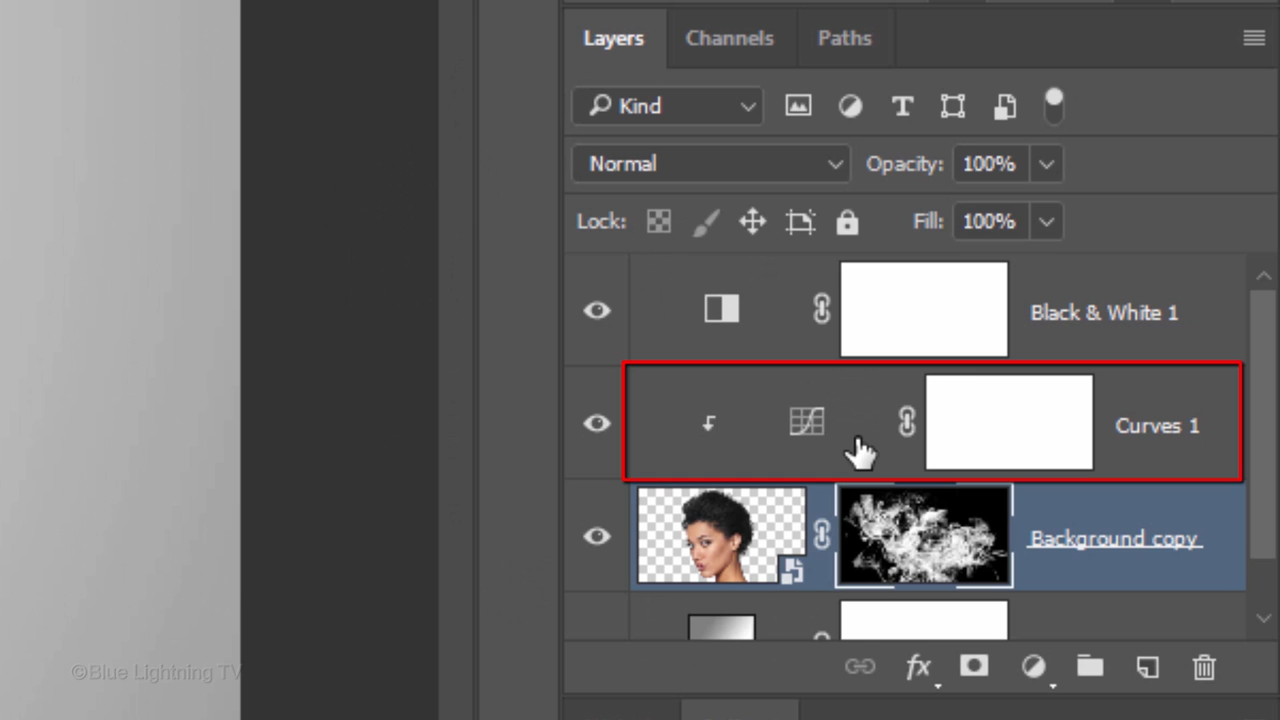 Layers Channels Paths
Kind
Normal Opacity: 100%
Lock: Fill: 100%
Black & White 1
Curves 1
Background copy
fx
©Blue Lightning TV